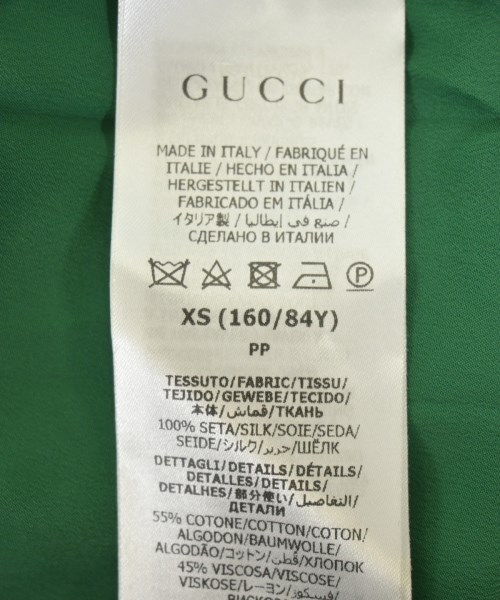 GUCCI
MADE IN ITALY / FABRIQUÉ EN
ITALIE / HECHO EN ITALIA /
HERGESTELLT IN ITALIEN /
FABRICADO EM ITÁLIA /
イタリア製 / صنع في إيطاليا /
СДЕЛАНО В ИТАЛИИ
P
XS (160/84Y)
PP
TESSUTO/FABRIC/TISSU/
TEJIDO/GEWEBE/TECIDO/
本体/قماش/ТКАНЬ
100% SETA/SILK/SOIE/SEDA/
SEIDE/シルク/حرير/ШЁЛК
DETTAGLI/DETAILS/DÉTAILS/
DETALLES/DETAILS/
DETALHES/部分使い/التفاصيل/
ДЕТАЛИ
55% COTONE/COTTON/COTON/
ALGODON/BAUMWOLLE/
ALGODÃO/コットン/قطن/ХЛОПОК
45% VISCOSA/VISCOSE/
VISKOSE/レーヨン/فيسكوز/